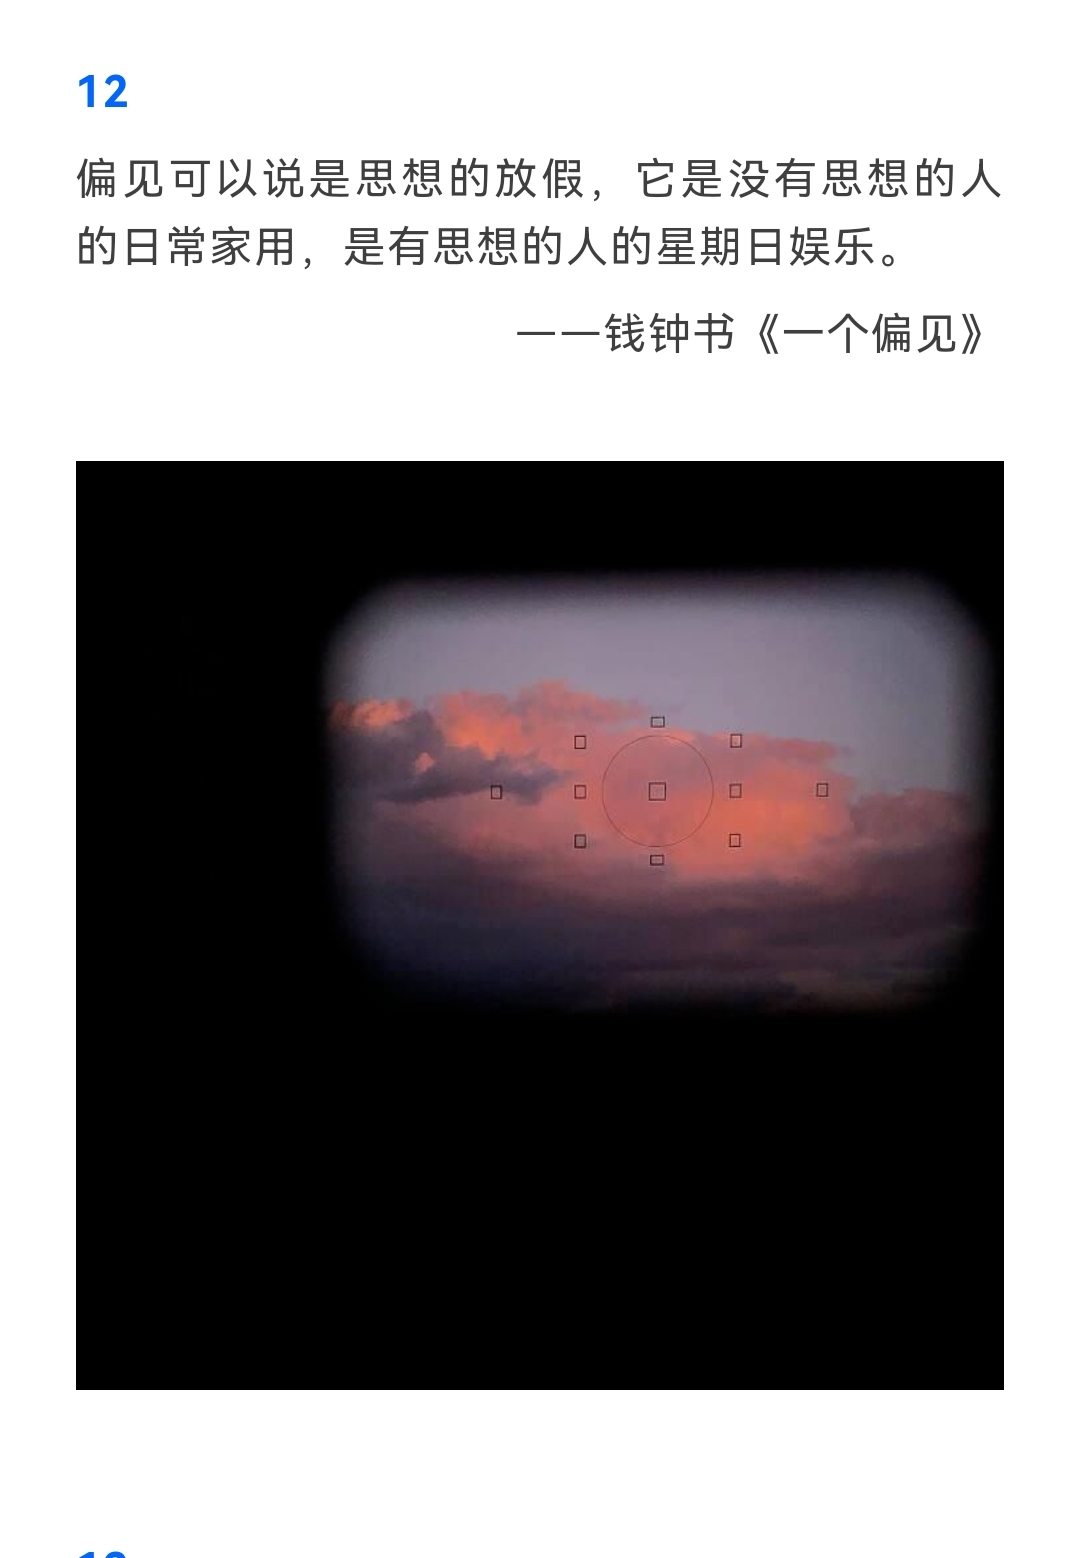 12
偏见可以说是思想的放假，它是没有思想的人
的日常家用，是有思想的人的星期日娱乐。
——钱钟书《一个偏见》